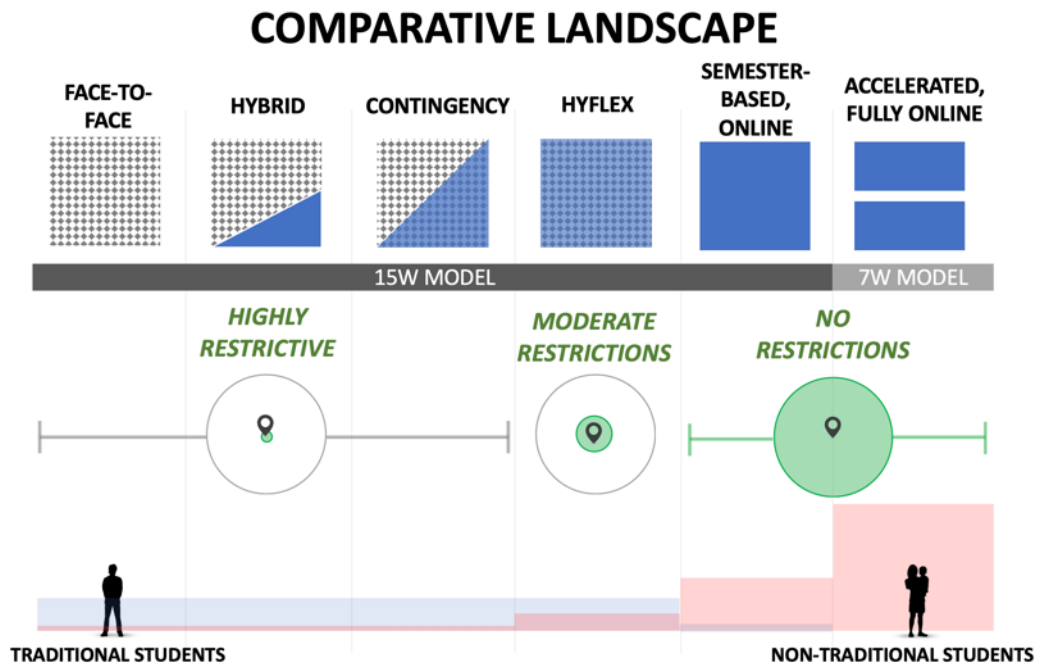 COMPARATIVE LANDSCAPE
FACE-TO-
FACE
HYBRID
CONTINGENCY
HYFLEX
SEMESTER-
BASED,
ONLINE
ACCELERATED,
FULLY ONLINE
15W MODEL
7W MODEL
HIGHLY
RESTRICTIVE
MODERATE
RESTRICTIONS
NO
RESTRICTIONS
TRADITIONAL STUDENTS
NON-TRADITIONAL STUDENTS